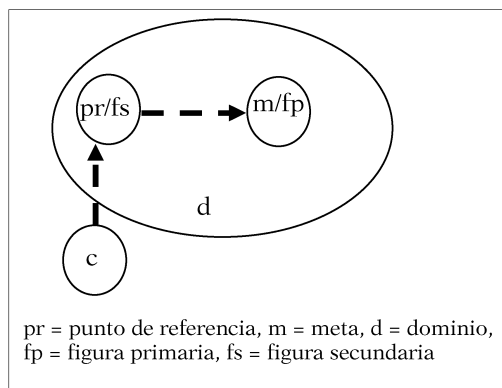 pr/fs
m/fp
d
c
pr = punto de referencia, m = meta, d = dominio,
fp = figura primaria, fs = figura secundaria